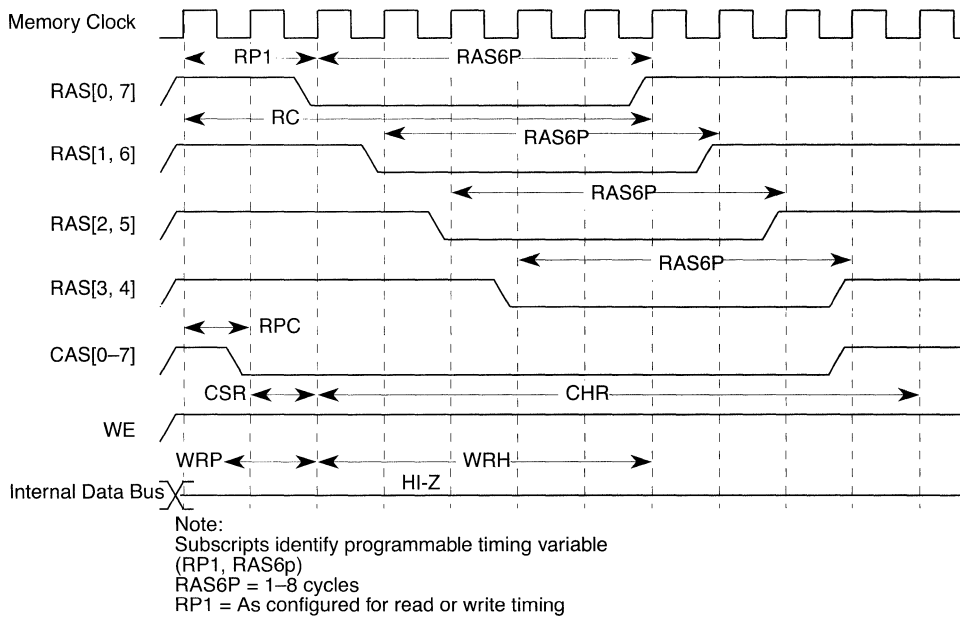 Memory Clock
RP1
RAS6P
RAS[0, 7]
RC
RAS6P
RAS[1, 6]
RAS6P
RAS[2, 5]
RAS6P
RAS[3, 4]
RPC
CAS[0–7]
CSR
CHR
WE
WRP
WRH
HI-Z
Internal Data Bus
Note:
Subscripts identify programmable timing variable
(RP1, RAS6p)
RAS6P = 1–8 cycles
RP1 = As configured for read or write timing